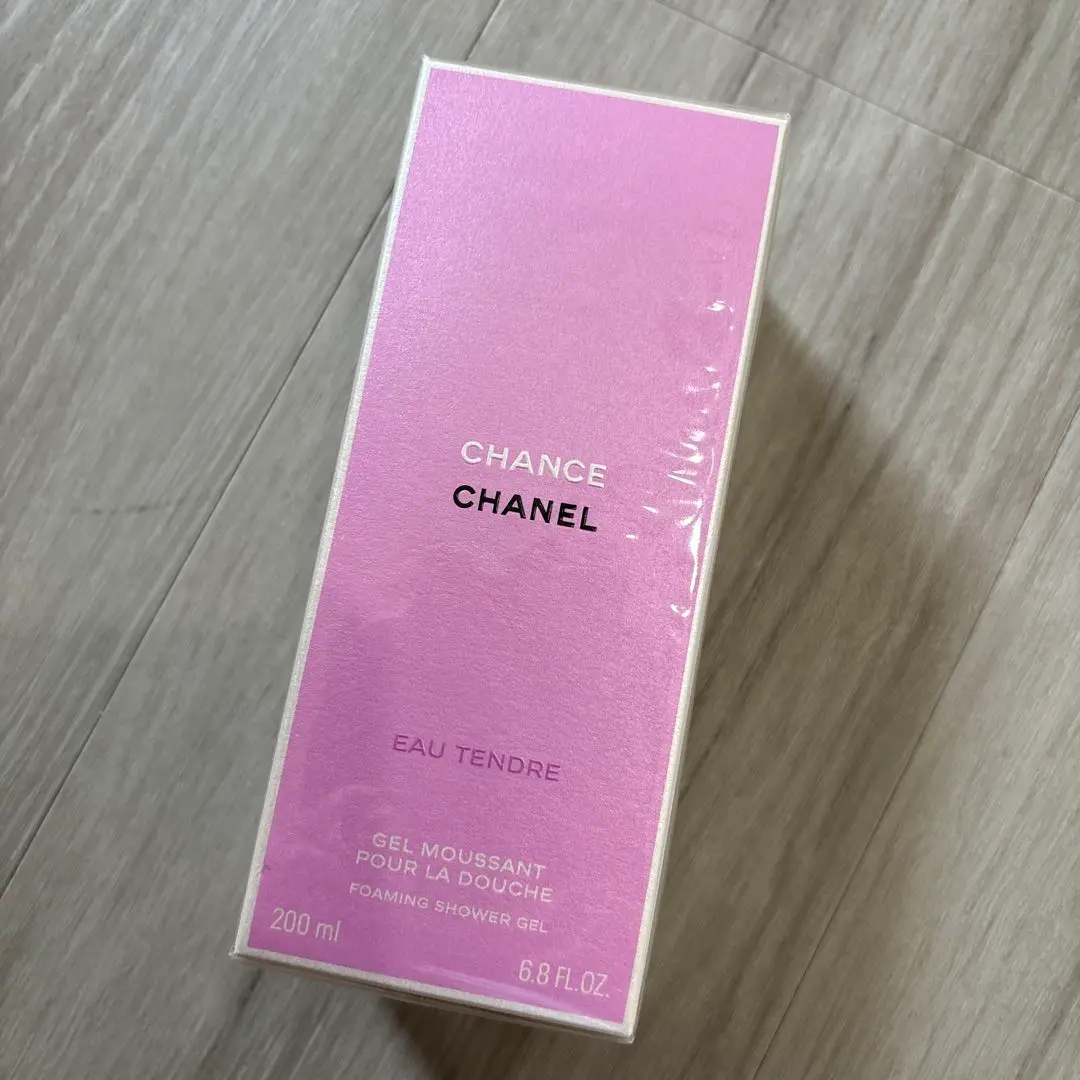 CHANCE
CHANEL
EAU TENDRE
GEL MOUSSANT
POUR LA DOUCHE
FOAMING SHOWER GEL
200 ml
6.8 FL.OZ.